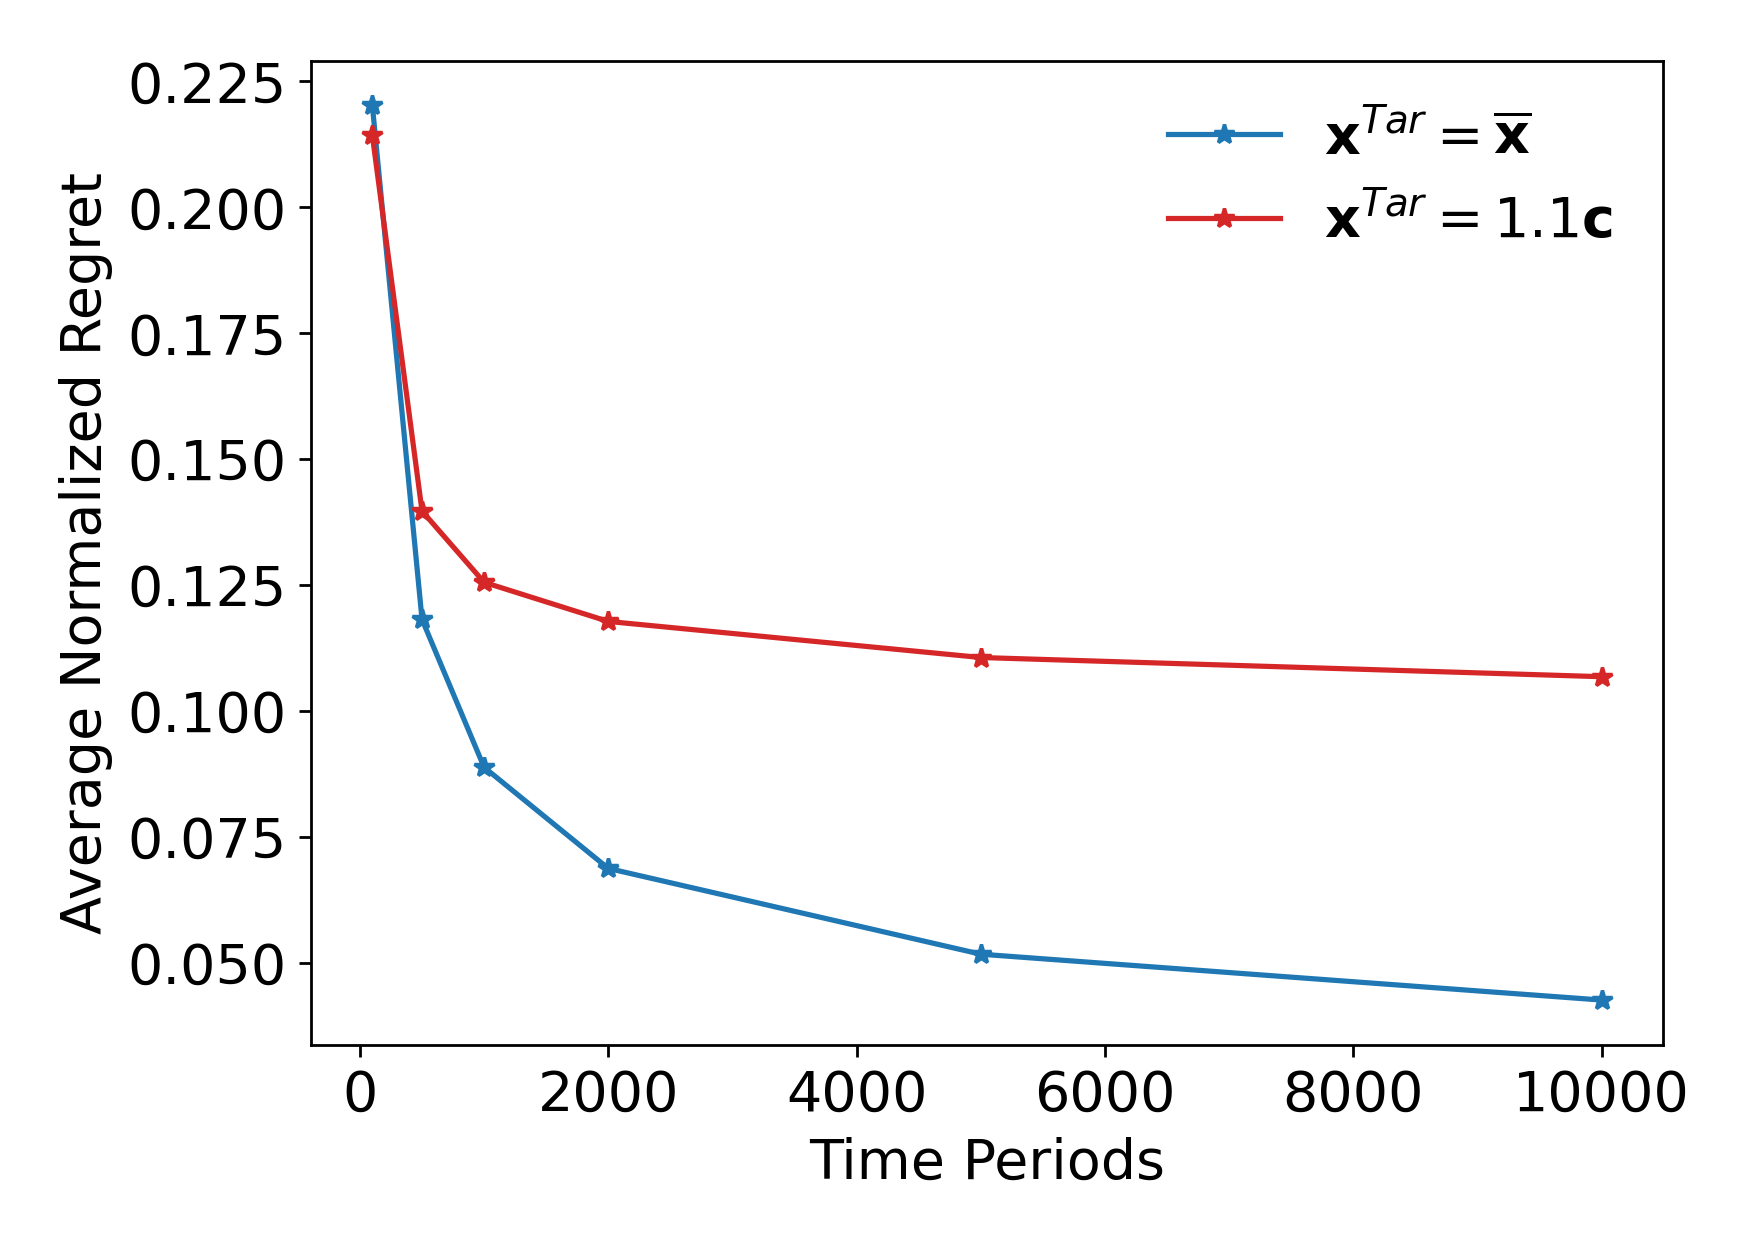 Average Normalized Regret
0.225
0.200
0.175
0.150
0.125
0.100
0.075
0.050
x^{Tar} = x̅
x^{Tar} = 1.1c
0 2000 4000 6000 8000 10000
Time Periods